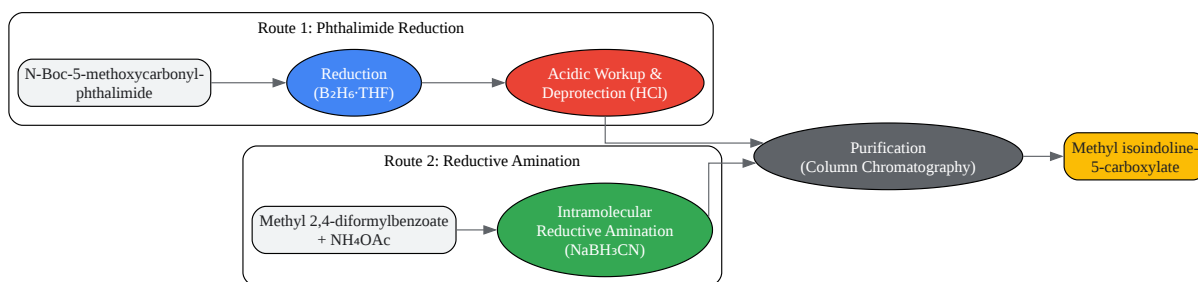 Route 1: Phthalimide Reduction
N-Boc-5-methoxycarbonyl-
phthalimide
Reduction
(B₂H₆·THF)
Acidic Workup &
Deprotection (HCl)
Route 2: Reductive Amination
Methyl 2,4-diformylbenzoate
+ NH₄OAc
Intramolecular
Reductive Amination
(NaBH₃CN)
Purification
(Column Chromatography)
Methyl isoindoline-
5-carboxylate